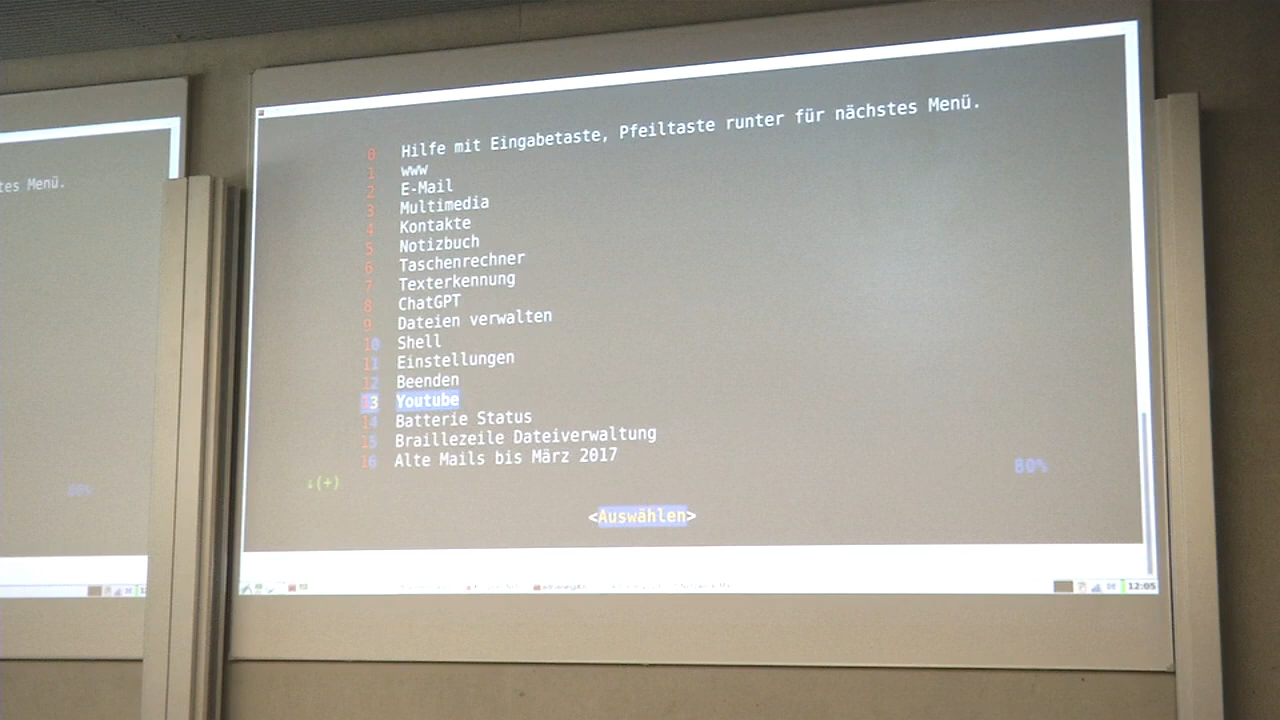 0 Hilfe mit Eingabetaste, Pfeiltaste runter für nächstes Menü.
1 www
2 E-Mail
3 Multimedia
4 Kontakte
5 Notizbuch
6 Taschenrechner
7 Texterkennung
8 ChatGPT
9 Dateien verwalten
10 Shell
11 Einstellungen
12 Beenden
13 Youtube
14 Batterie Status
15 Braillezeile Dateiverwaltung
16 Alte Mails bis März 2017
↓(+)
80%
<Auswählen>
12:05
tes Menü.
80%